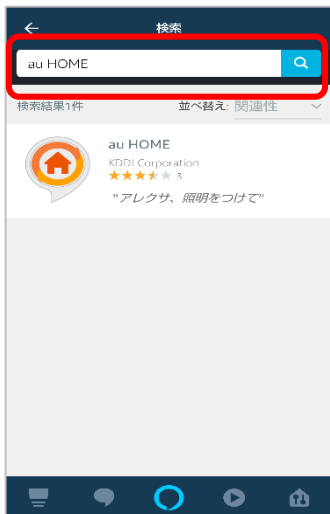 検索
au HOME
検索結果1件
並べ替え: 関連性
au HOME
KDDI Corporation
3
“アレクサ、照明をつけて”